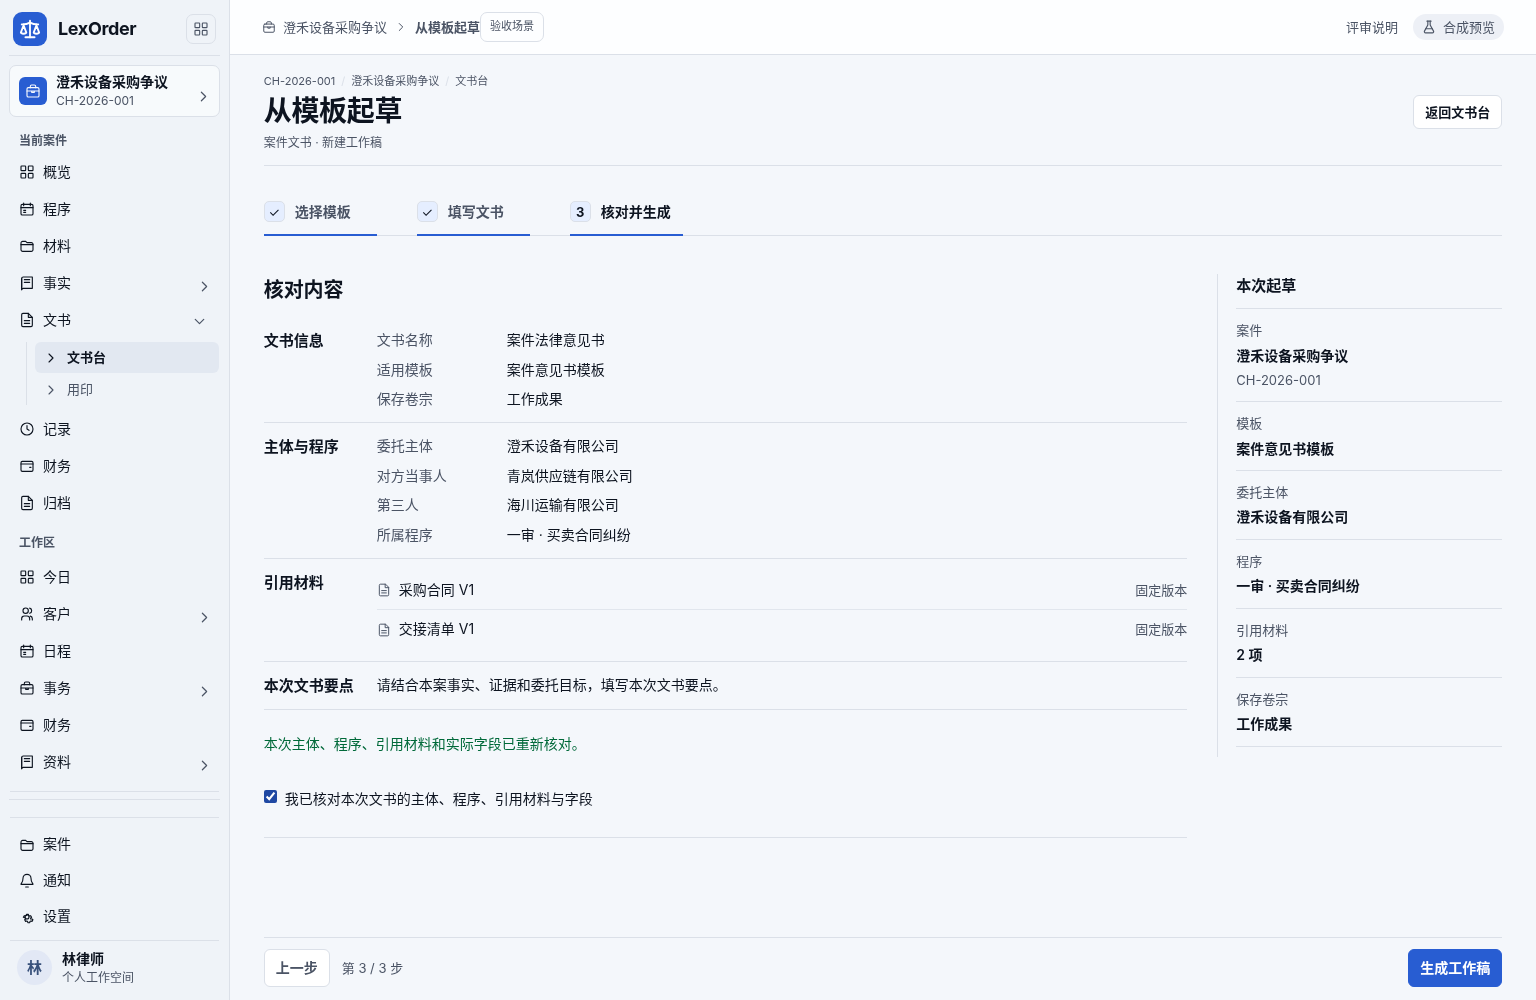 LexOrder
澄禾设备采购争议
CH-2026-001
当前案件
概览
程序
材料
事实
文书
文书台
用印
记录
财务
归档
工作区
今日
客户
日程
事务
财务
资料
案件
通知
设置
林
林律师
个人工作空间
澄禾设备采购争议 从模板起草 验收场景
评审说明 合成预览
CH-2026-001 / 澄禾设备采购争议 / 文书台
从模板起草
案件文书 · 新建工作稿
返回文书台
选择模板 填写文书 3 核对并生成
核对内容
文书信息 文书名称 案件法律意见书
适用模板 案件意见书模板
保存卷宗 工作成果
主体与程序 委托主体 澄禾设备有限公司
对方当事人 青岚供应链有限公司
第三人 海川运输有限公司
所属程序 一审 · 买卖合同纠纷
引用材料 采购合同 V1 固定版本
交接清单 V1 固定版本
本次文书要点 请结合本案事实、证据和委托目标，填写本次文书要点。
本次主体、程序、引用材料和实际字段已重新核对。
我已核对本次文书的主体、程序、引用材料与字段
本次起草
案件
澄禾设备采购争议
CH-2026-001
模板
案件意见书模板
委托主体
澄禾设备有限公司
程序
一审 · 买卖合同纠纷
引用材料
2 项
保存卷宗
工作成果
上一步 第 3 / 3 步 生成工作稿